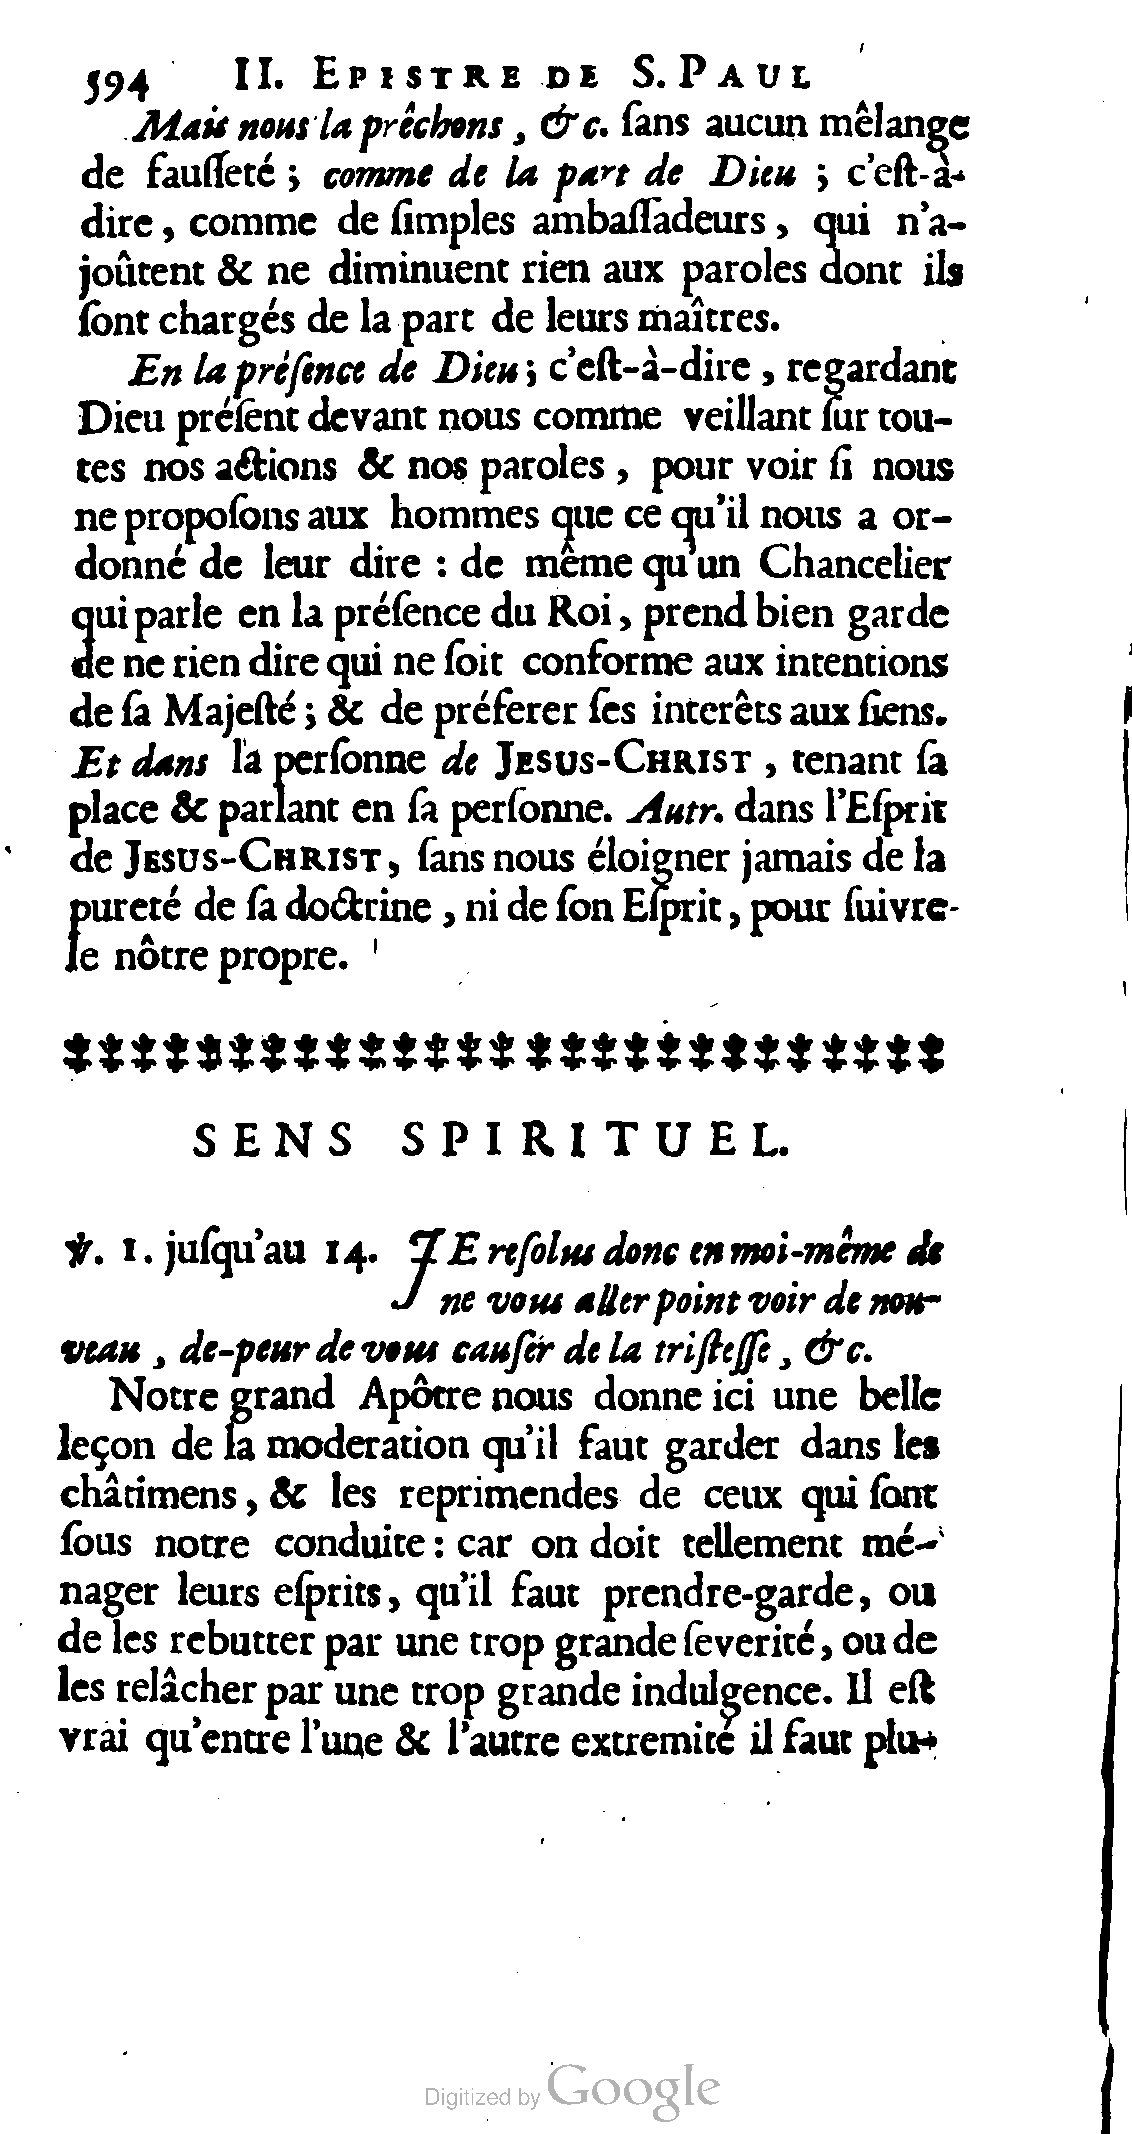 594 II. EPISTRE DE S. PAUL
Mais nous la prêchons, &c. ſans aucun mêlange
de fauſſeté ; comme de la part de Dieu ; c'eſt-à-
dire, comme de ſimples ambaſſadeurs, qui n'a-
joûtent & ne diminuent rien aux paroles dont ils
ſont chargés de la part de leurs maîtres.
En la préſence de Dieu ; c'eſt-à-dire, regardant
Dieu préſent devant nous comme veillant ſur tou-
tes nos actions & nos paroles, pour voir ſi nous
ne propoſons aux hommes que ce qu'il nous a or-
donné de leur dire : de même qu'un Chancelier
qui parle en la préſence du Roi, prend bien garde
de ne rien dire qui ne ſoit conforme aux intentions
de ſa Majeſté ; & de préferer ſes interêts aux ſiens.
Et dans la perſonne de JESUS-CHRIST, tenant ſa
place & parlant en ſa perſonne. Autr. dans l'Eſprit
de JESUS-CHRIST, ſans nous éloigner jamais de la
pureté de ſa doctrine, ni de ſon Eſprit, pour ſuivre
le nôtre propre.
SENS SPIRITUEL.
℣. 1. juſqu'au 14. JE reſolus donc en moi-même de
ne vous aller point voir de nou-
veau, de-peur de vous cauſer de la triſteſſe, &c.
Notre grand Apôtre nous donne ici une belle
leçon de la moderation qu'il faut garder dans les
châtimens, & les reprimendes de ceux qui ſont
ſous notre conduite : car on doit tellement mé-
nager leurs eſprits, qu'il faut prendre-garde, ou
de les rebutter par une trop grande ſeverité, ou de
les relâcher par une trop grande indulgence. Il eſt
vrai qu'entre l'une & l'autre extremité il faut plu-
Digitized by Google